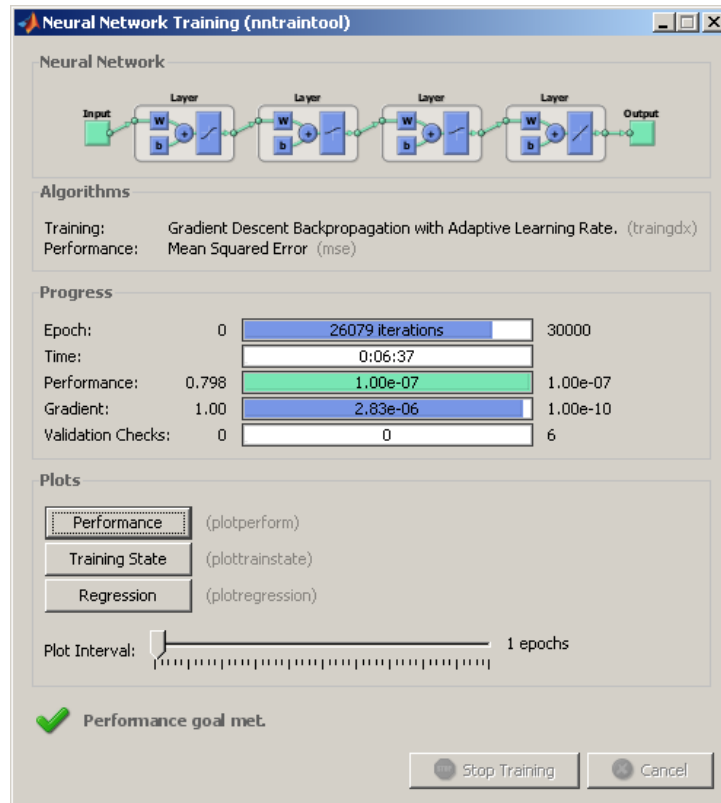 Neural Network Training (nntraintool)
Neural Network
Layer Layer Layer Layer
Input Output
W W W W
b b b b
Algorithms
Training: Gradient Descent Backpropagation with Adaptive Learning Rate. (traingdx)
Performance: Mean Squared Error (mse)
Progress
Epoch: 0 26079 iterations 30000
Time: 0:06:37
Performance: 0.798 1.00e-07 1.00e-07
Gradient: 1.00 2.83e-06 1.00e-10
Validation Checks: 0 0 6
Plots
Performance (plotperform)
Training State (plottrainstate)
Regression (plotregression)
Plot Interval: 1 epochs
Performance goal met.
Stop Training Cancel